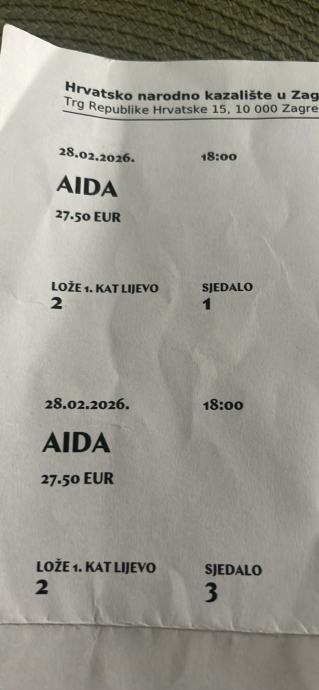 Hrvatsko narodno kazalište u Zag
Trg Republike Hrvatske 15, 10 000 Zagre
28.02.2026. 18:00
AIDA
27.50 EUR
LOŽE 1. KAT LIJEVO SJEDALO
2 1
28.02.2026. 18:00
AIDA
27.50 EUR
LOŽE 1. KAT LIJEVO SJEDALO
2 3